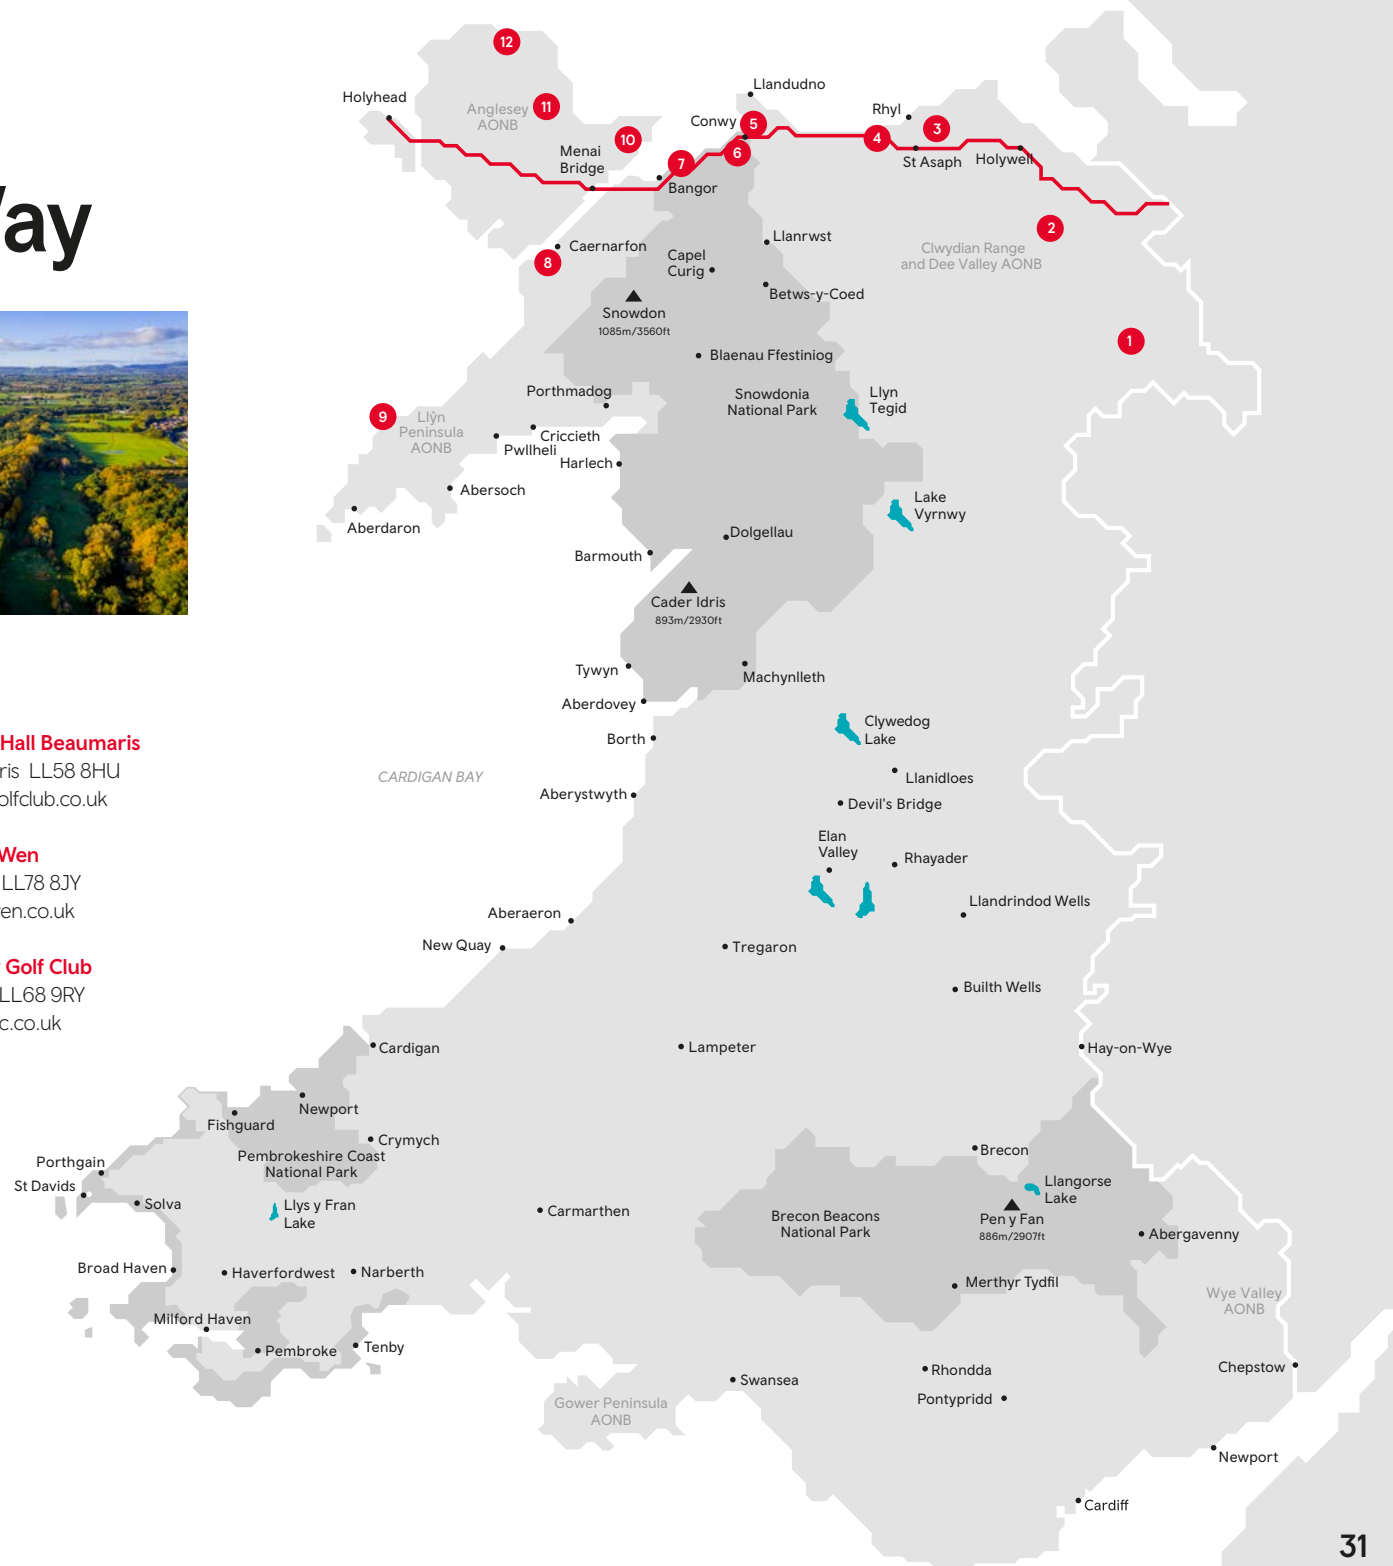 Way
Hall Beaumaris
ris LL58 8HU
olfclub.co.uk
Wen
LL78 8JY
en.co.uk
Golf Club
LL68 9RY
c.co.uk
12
Holyhead
Anglesey
AONB
11
10
Menai
Bridge
Llandudno
Conwy
5
6
7
Bangor
Rhyl
4
3
St Asaph
Holywell
2
Clwydian Range
and Dee Valley AONB
1
Caernarfon
8
Capel
Curig
Llanrwst
Betws-y-Coed
Snowdon
1085m/3560ft
Blaenau Ffestiniog
Porthmadog
Snowdonia
National Park
Llyn
Tegid
9
Llŷn
Peninsula
AONB
Criccieth
Pwllheli
Harlech
Abersoch
Aberdaron
Lake
Vyrnwy
Dolgellau
Barmouth
Cader Idris
893m/2930ft
Tywyn
Machynlleth
Aberdovey
Borth
Clywedog
Lake
CARDIGAN BAY
Llanidloes
Aberystwyth
Devil's Bridge
Elan
Valley
Rhayader
Llandrindod Wells
Aberaeron
New Quay
Tregaron
Builth Wells
Cardigan
Lampeter
Hay-on-Wye
Newport
Fishguard
Crymych
Pembrokeshire Coast
National Park
Porthgain
St Davids
Solva
Llys y Fran
Lake
Carmarthen
Brecon
Llangorse
Lake
Brecon Beacons
National Park
Pen y Fan
886m/2907ft
Abergavenny
Broad Haven
Haverfordwest
Narberth
Merthyr Tydfil
Wye Valley
AONB
Milford Haven
Pembroke
Tenby
Chepstow
Swansea
Rhondda
Pontypridd
Gower Peninsula
AONB
Newport
Cardiff
31